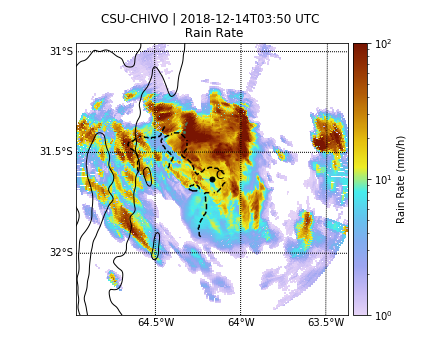 CSU-CHIVO | 2018-12-14T03:50 UTC
Rain Rate
31°S
31.5°S
32°S
64.5°W
64°W
63.5°W
C
10²
10¹
10⁰
Rain Rate (mm/h)